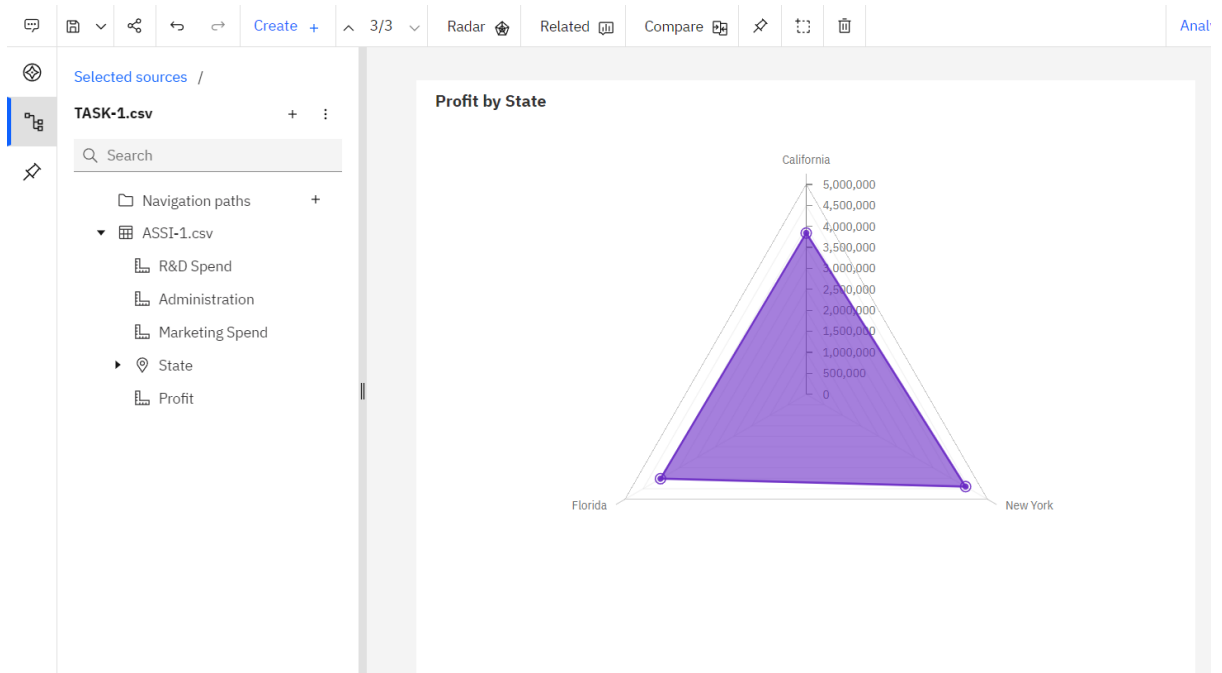 Create +
3/3
Radar
Related
Compare
Selected sources /
TASK-1.csv
Search
Navigation paths
ASSI-1.csv
R&D Spend
Administration
Marketing Spend
State
Profit
Profit by State
California
5,000,000
4,500,000
4,000,000
3,500,000
3,000,000
2,500,000
2,000,000
1,500,000
1,000,000
500,000
0
Florida
New York